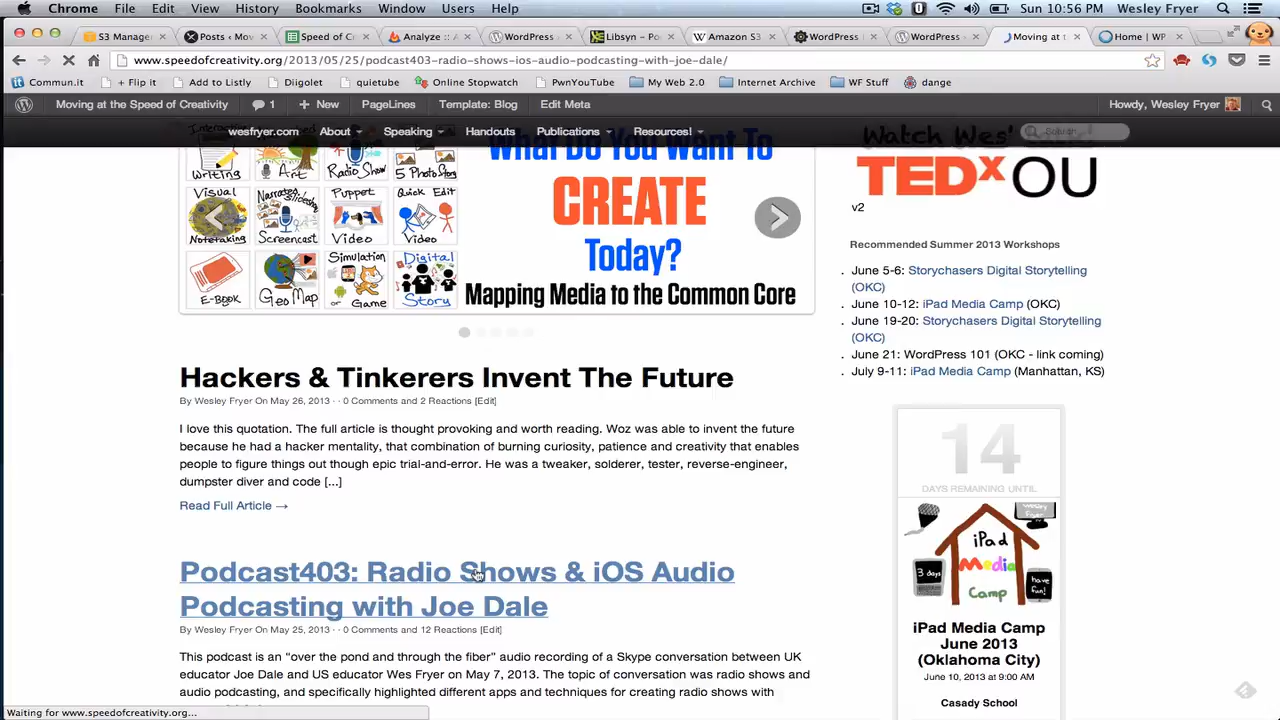 Chrome File Edit View History Bookmarks Window Users Help Sun 10:56 PM Wesley Fryer
S3 Manage Posts ‹ Mov Speed of C Analyze :: A WordPress Libsyn - Po Amazon S3 WordPress WordPress Moving at t Home | WP
www.speedofcreativity.org/2013/05/25/podcast403-radio-shows-ios-audio-podcasting-with-joe-dale/
Commun.it + Flip it Add to Listly Diigolet quietube Online Stopwatch PwnYouTube My Web 2.0 Internet Archive WF Stuff dange
Moving at the Speed of Creativity 1 + New PageLines Template: Blog Edit Meta Howdy, Wesley Fryer
wesfryer.com About Speaking Handouts Publications Resources! Search
Writing Art Radio Show 5 Photo Story
Visual Notetaking Narrated Slideshow Screencast Puppet Video Quick Edit Video
E-Book GeoMap Simulation or Game Digital Story
What Do You Want To
CREATE
Today?
Mapping Media to the Common Core
Hackers & Tinkerers Invent The Future
By Wesley Fryer On May 26, 2013 · · 0 Comments and 2 Reactions [Edit]
I love this quotation. The full article is thought provoking and worth reading. Woz was able to invent the future
because he had a hacker mentality, that combination of burning curiosity, patience and creativity that enables
people to figure things out though epic trial-and-error. He was a tweaker, solderer, tester, reverse-engineer,
dumpster diver and code [...]
Read Full Article →
Podcast403: Radio Shows & iOS Audio
Podcasting with Joe Dale
By Wesley Fryer On May 25, 2013 · · 0 Comments and 12 Reactions [Edit]
This podcast is an “over the pond and through the fiber” audio recording of a Skype conversation between UK
educator Joe Dale and US educator Wes Fryer on May 7, 2013. The topic of conversation was radio shows and
audio podcasting, and specifically highlighted different apps and techniques for creating radio shows with
Watch Wes'
TEDx OU
v2
Recommended Summer 2013 Workshops
June 5-6: Storychasers Digital Storytelling
(OKC)
June 10-12: iPad Media Camp (OKC)
June 19-20: Storychasers Digital Storytelling
(OKC)
June 21: WordPress 101 (OKC - link coming)
July 9-11: iPad Media Camp (Manhattan, KS)
14
DAYS REMAINING UNTIL
Wesley Fryer
iPad
Media
Camp
3 days
have fun!
iPad Media Camp
June 2013
(Oklahoma City)
June 10, 2013 at 9:00 AM
Casady School
Waiting for www.speedofcreativity.org...